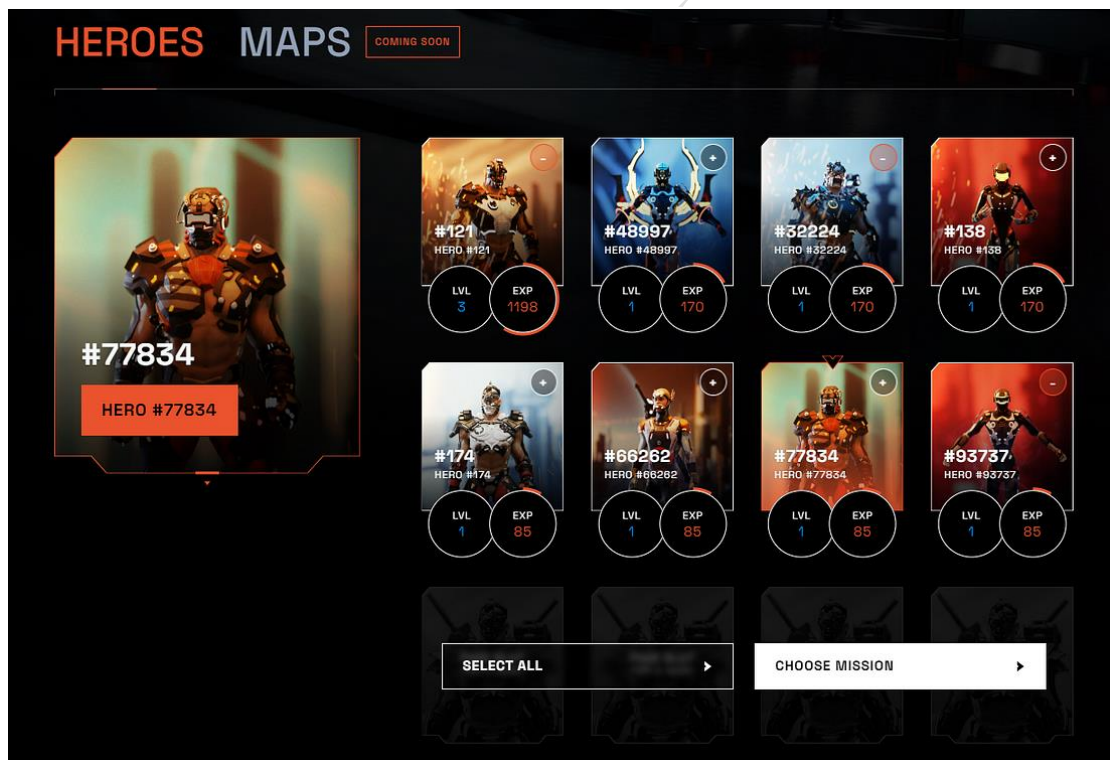 HEROES MAPS COMING SOON
#77834
HERO #77834
-
#121
HERO #121
LVL
3
EXP
1198
+
#48997
HERO #48997
LVL
1
EXP
170
-
#32224
HERO #32224
LVL
1
EXP
170
+
#138
HERO #138
LVL
1
EXP
170
+
#174
HERO #174
LVL
1
EXP
85
+
#66262
HERO #66262
LVL
1
EXP
85
+
#77834
HERO #77834
LVL
1
EXP
85
-
#93737
HERO #93737
LVL
1
EXP
85
SELECT ALL
CHOOSE MISSION